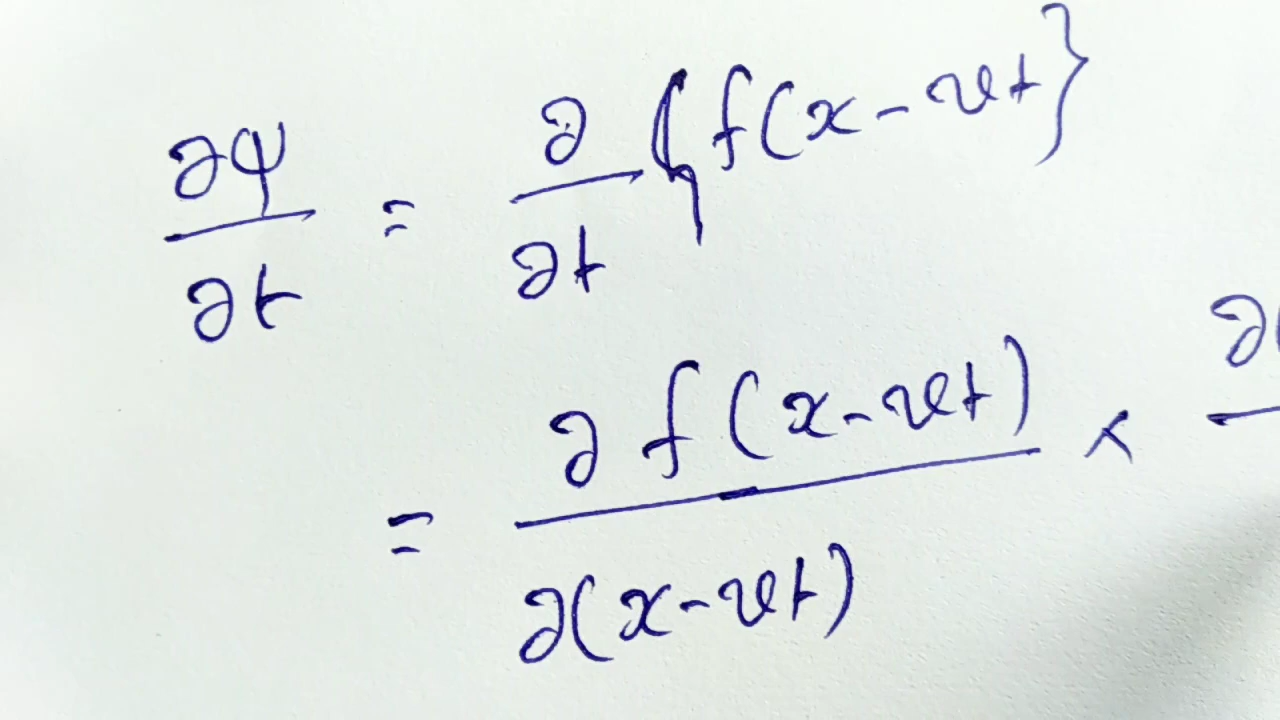 ∂ψ/∂t = ∂/∂t {f(x-vt}
= ∂f(x-vt)/∂(x-vt) × ∂(